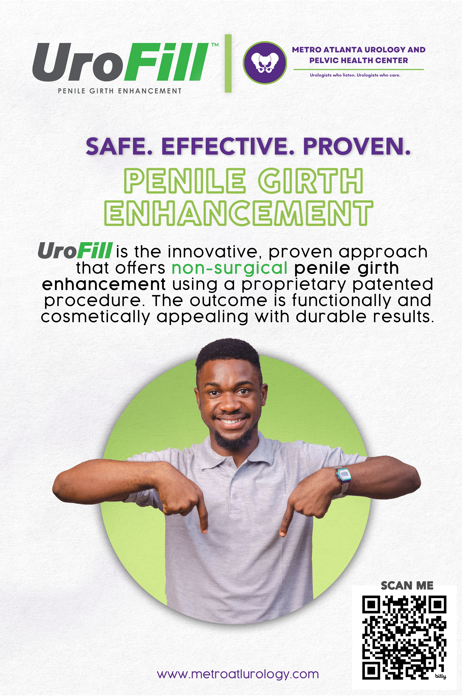 UroFill™
PENILE GIRTH ENHANCEMENT
METRO ATLANTA UROLOGY AND
PELVIC HEALTH CENTER
Urologists who listen. Urologists who care.
SAFE. EFFECTIVE. PROVEN.
PENILE GIRTH
ENHANCEMENT
UroFill is the innovative, proven approach
that offers non-surgical penile girth
enhancement using a proprietary patented
procedure. The outcome is functionally and
cosmetically appealing with durable results.
SCAN ME
bitly
www.metroatlurology.com